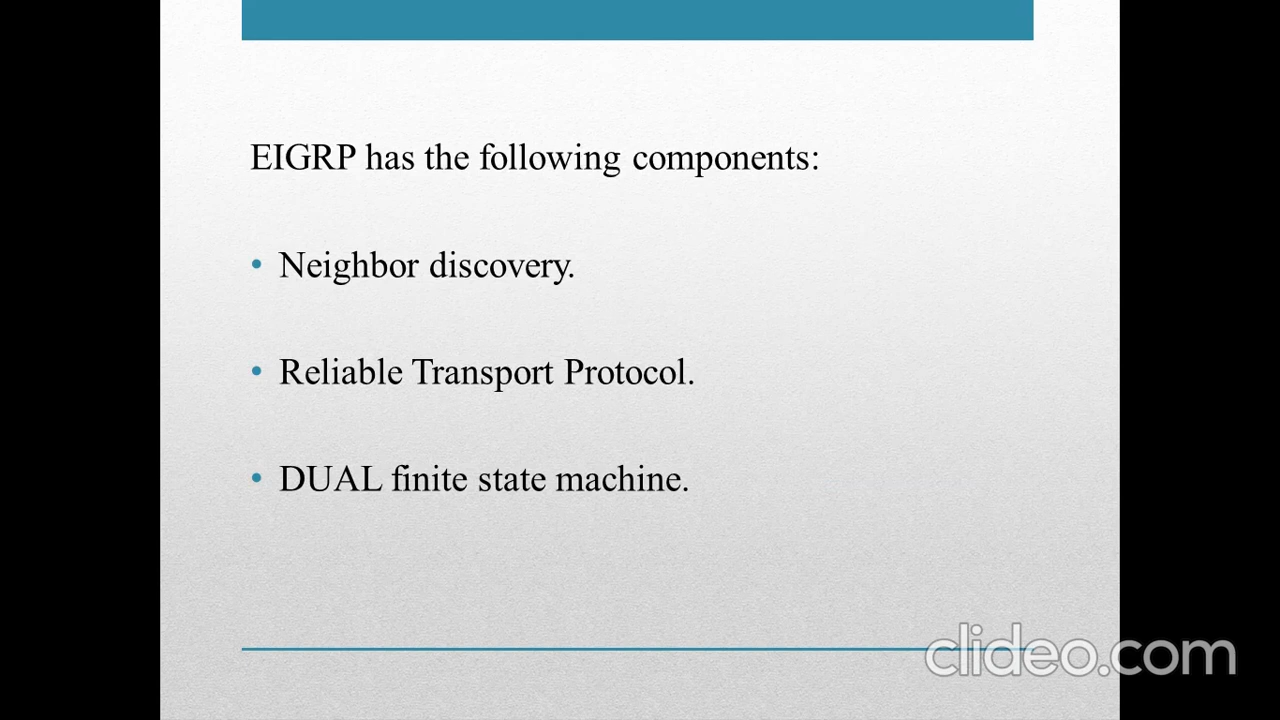 EIGRP has the following components:
• Neighbor discovery.
• Reliable Transport Protocol.
• DUAL finite state machine.
clideo.com